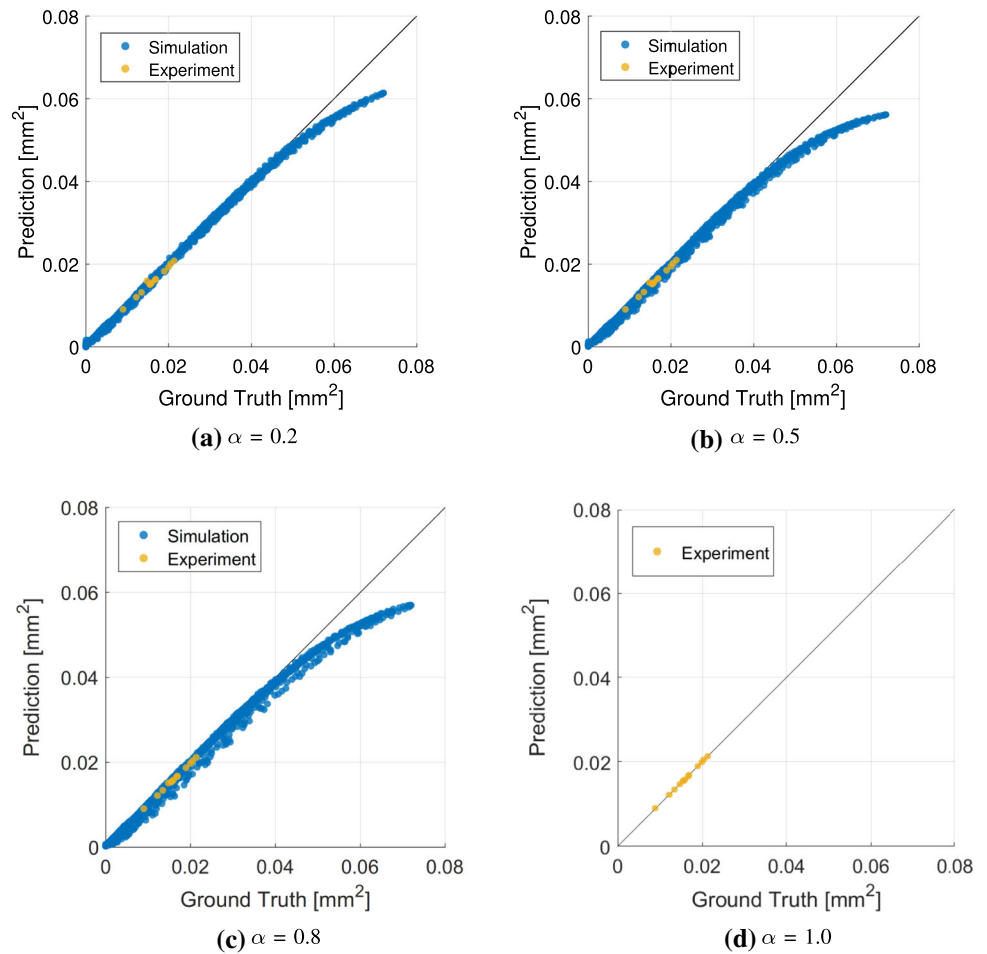 0.08
0.06
0.04
0.02
0
Prediction [mm²]
Simulation
Experiment
0 0.02 0.04 0.06 0.08
Ground Truth [mm²]
(a) α = 0.2
0.08
0.06
0.04
0.02
0
Prediction [mm²]
Simulation
Experiment
0 0.02 0.04 0.06 0.08
Ground Truth [mm²]
(b) α = 0.5
0.08
0.06
0.04
0.02
0
Prediction [mm²]
Simulation
Experiment
0 0.02 0.04 0.06 0.08
Ground Truth [mm²]
(c) α = 0.8
0.08
0.06
0.04
0.02
0
Prediction [mm²]
Experiment
0 0.02 0.04 0.06 0.08
Ground Truth [mm²]
(d) α = 1.0